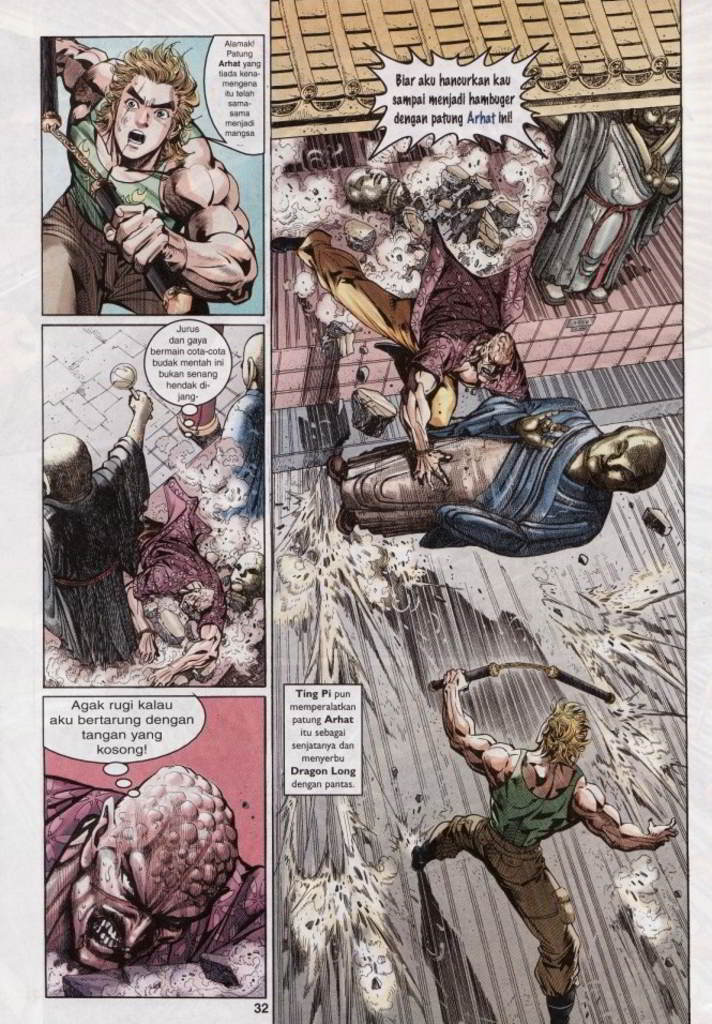 Alamak!
Patung
Arhat yang
tiada kena-
mengena
itu telah
sama-
sama
menjadi
mangsa
...
Jurus
dan gaya
bermain cota-cota
budak mentah ini
bukan senang
hendak di-
jang-
Agak rugi kalau
aku bertarung dengan
tangan yang
kosong!
Biar aku hancurkan kau
sampai menjadi hambuger
dengan patung Arhat ini!
Ting Pi pun
memperalatkan
patung Arhat
itu sebagai
senjatanya dan
menyerbu
Dragon Long
dengan pantas.
32